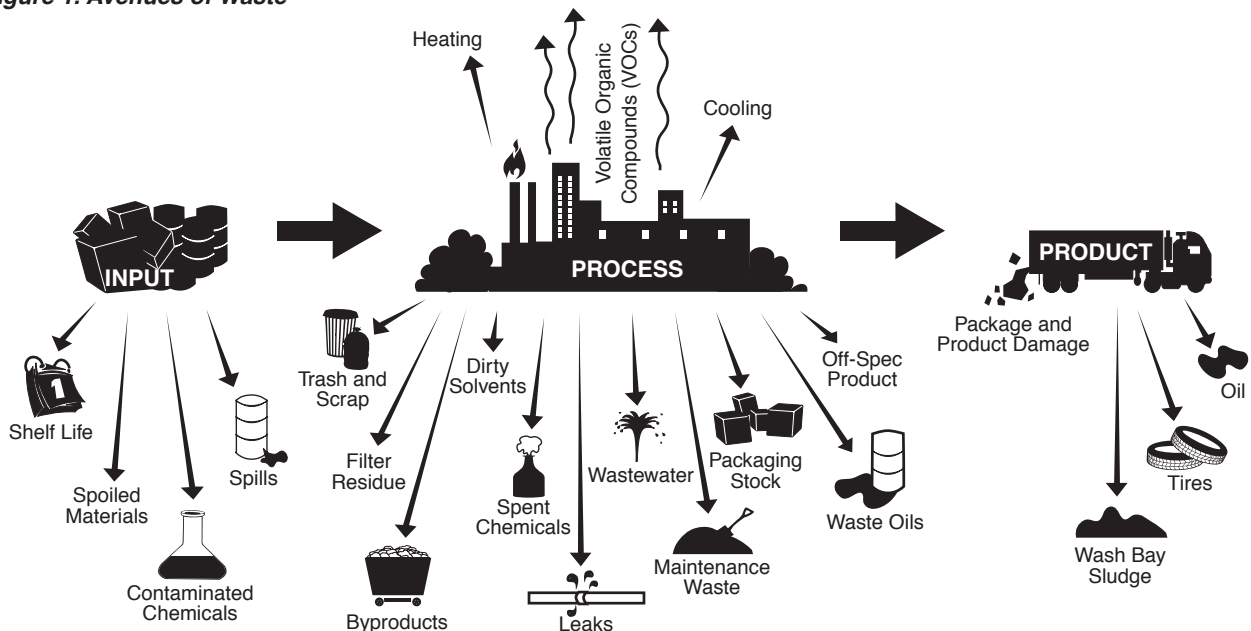 Figure 1: Avenues of Waste
Heating
Volatile Organic
Compounds (VOCs)
Cooling
INPUT
PROCESS
PRODUCT
Package and
Product Damage
Shelf Life
1
Spoiled
Materials
Contaminated
Chemicals
Spills
Trash and
Scrap
Filter
Residue
Byproducts
Dirty
Solvents
Spent
Chemicals
Leaks
Wastewater
Maintenance
Waste
Packaging
Stock
Waste Oils
Off-Spec
Product
Wash Bay
Sludge
Tires
Oil